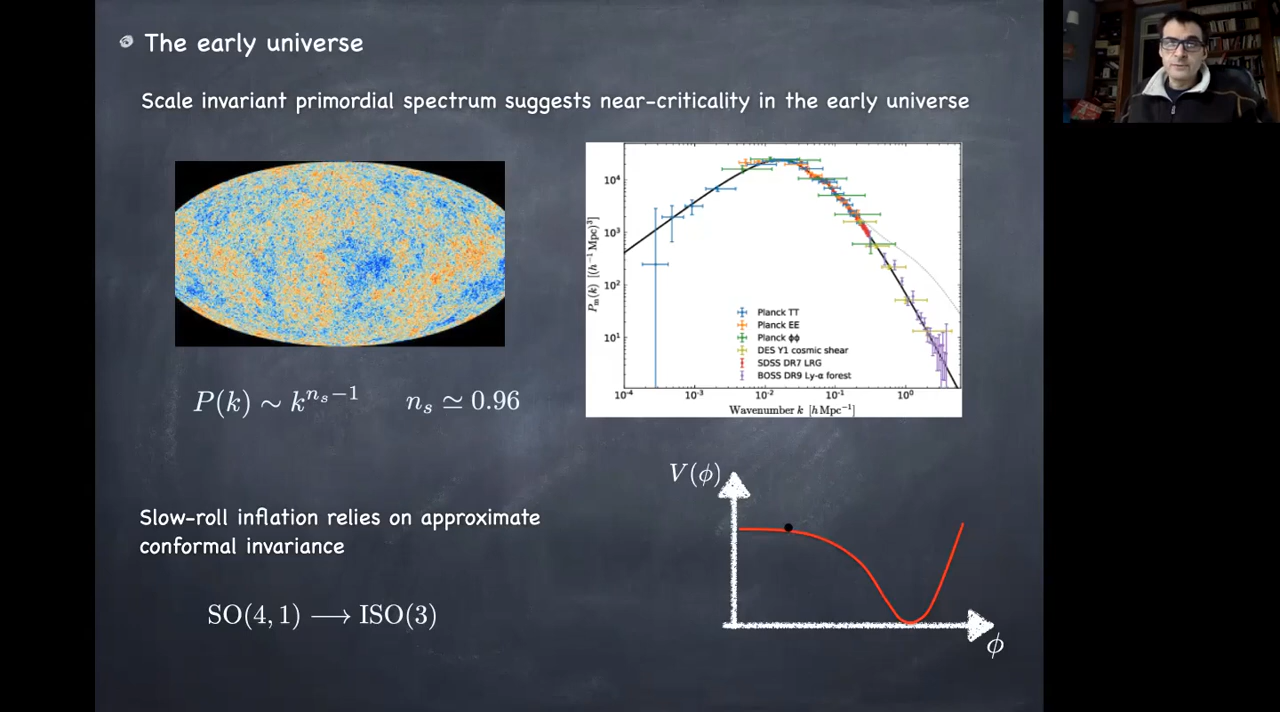 The early universe
Scale invariant primordial spectrum suggests near-criticality in the early universe
P(k) ∼ k^{n_s−1} n_s ≃ 0.96
10^4
10^3
10^2
10^1
P_m(k) [(h^{-1} Mpc)^3]
Planck TT
Planck EE
Planck ϕϕ
DES Y1 cosmic shear
SDSS DR7 LRG
BOSS DR9 Ly-α forest
10^{-4} 10^{-3} 10^{-2} 10^{-1} 10^0
Wavenumber k [h Mpc^{-1}]
V(ϕ)
Slow-roll inflation relies on approximate
conformal invariance
SO(4, 1) ⟶ ISO(3)
ϕ